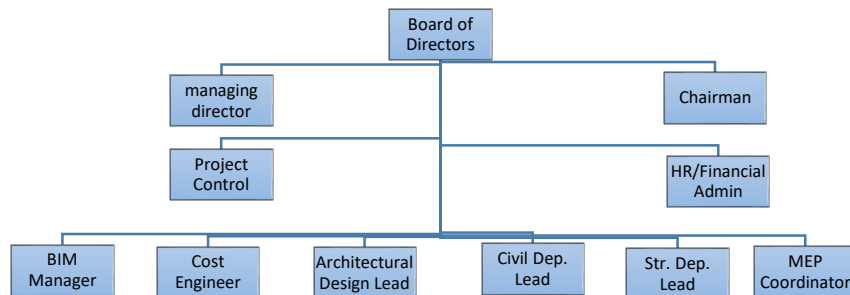 Board of
Directors
managing
director
Chairman
Project
Control
HR/Financial
Admin
BIM
Manager
Cost
Engineer
Architectural
Design Lead
Civil Dep.
Lead
Str. Dep.
Lead
MEP
Coordinator